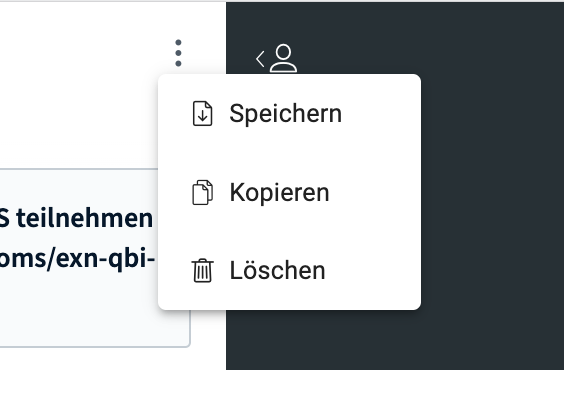 Speichern
Kopieren
S teilnehmen
oms/exn-qbi-
Löschen